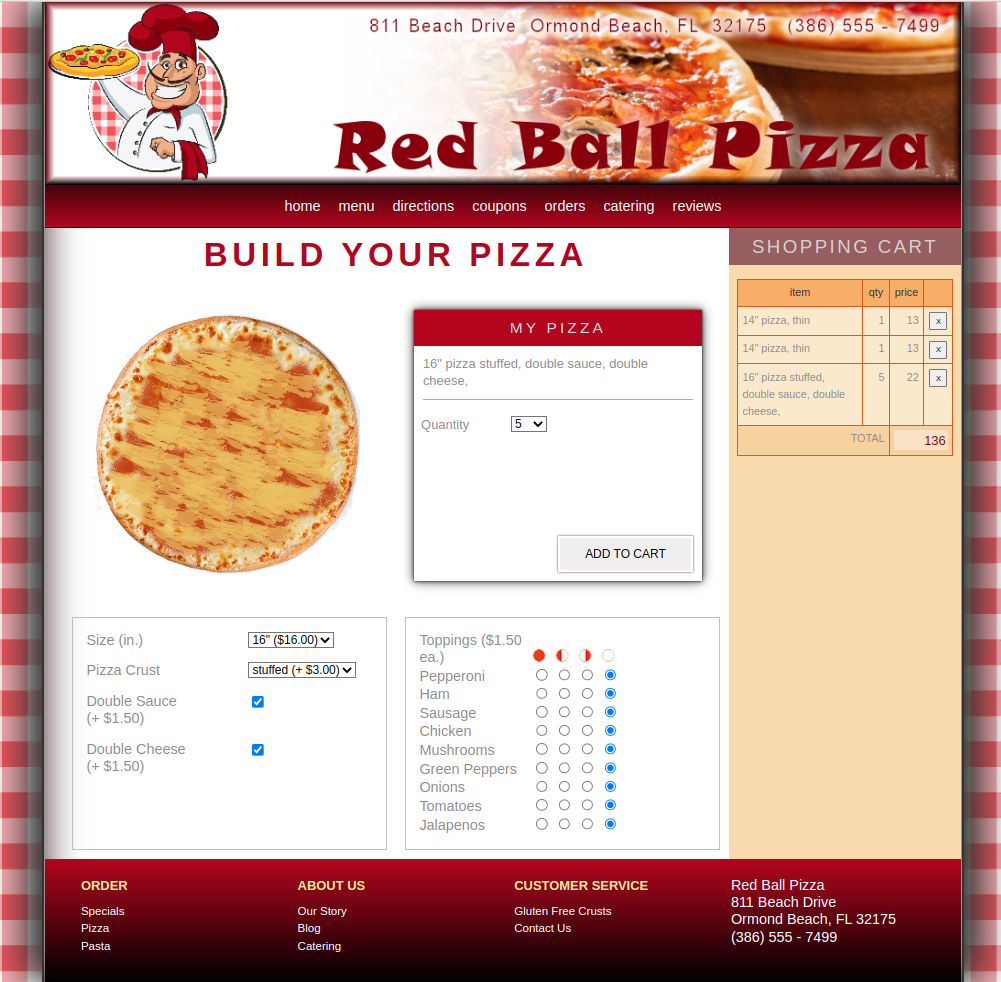 811 Beach Drive Ormond Beach, FL 32175 (386) 555 - 7499
Red Ball Pizza
home menu directions coupons orders catering reviews
BUILD YOUR PIZZA
MY PIZZA
16" pizza stuffed, double sauce, double
cheese,
Quantity 5
ADD TO CART
SHOPPING CART
item qty price
14" pizza, thin 1 13 x
14" pizza, thin 1 13 x
16" pizza stuffed, 5 22 x
double sauce, double
cheese,
TOTAL 136
Size (in.) 16" ($16.00)
Pizza Crust stuffed (+ $3.00)
Double Sauce
(+ $1.50)
Double Cheese
(+ $1.50)
Toppings ($1.50
ea.)
Pepperoni
Ham
Sausage
Chicken
Mushrooms
Green Peppers
Onions
Tomatoes
Jalapenos
ORDER
Specials
Pizza
Pasta
ABOUT US
Our Story
Blog
Catering
CUSTOMER SERVICE
Gluten Free Crusts
Contact Us
Red Ball Pizza
811 Beach Drive
Ormond Beach, FL 32175
(386) 555 - 7499